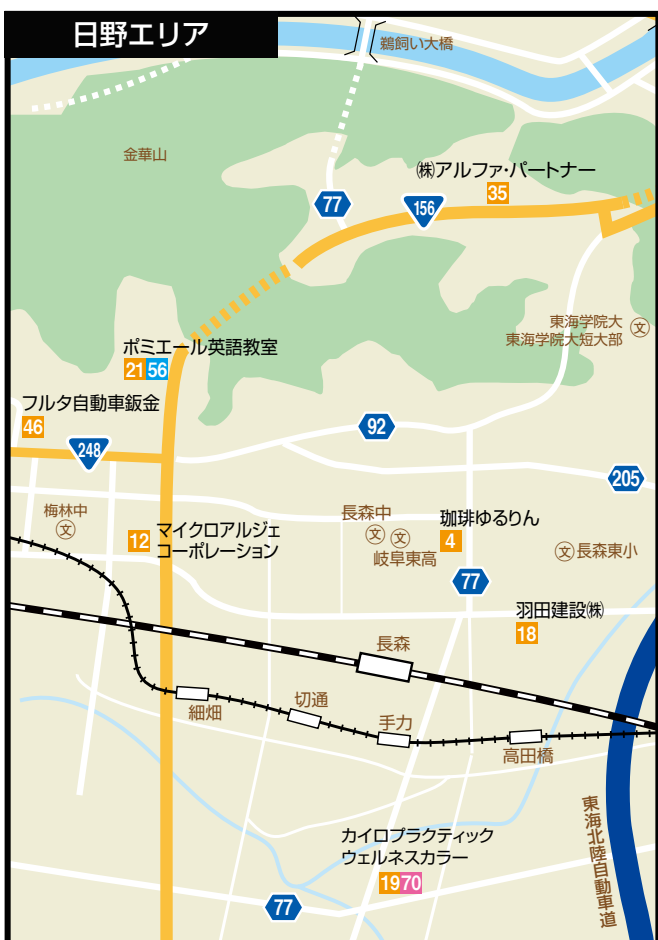 日野エリア
鵜飼い大橋
金華山
㈱アルファ・パートナー
35
77
156
東海学院大
東海学院大短大部
文
ポミエール英語教室
21 56
フルタ自動車鈑金
46
92
248
205
梅林中
文
12
マイクロアルジェ
コーポレーション
長森中
文
文
岐阜東高
珈琲ゆるりん
4
文
長森東小
77
羽田建設㈱
18
長森
細畑
切通
手力
高田橋
カイロプラクティック
ウェルネスカラー
19 70
77
東海北陸自動車道